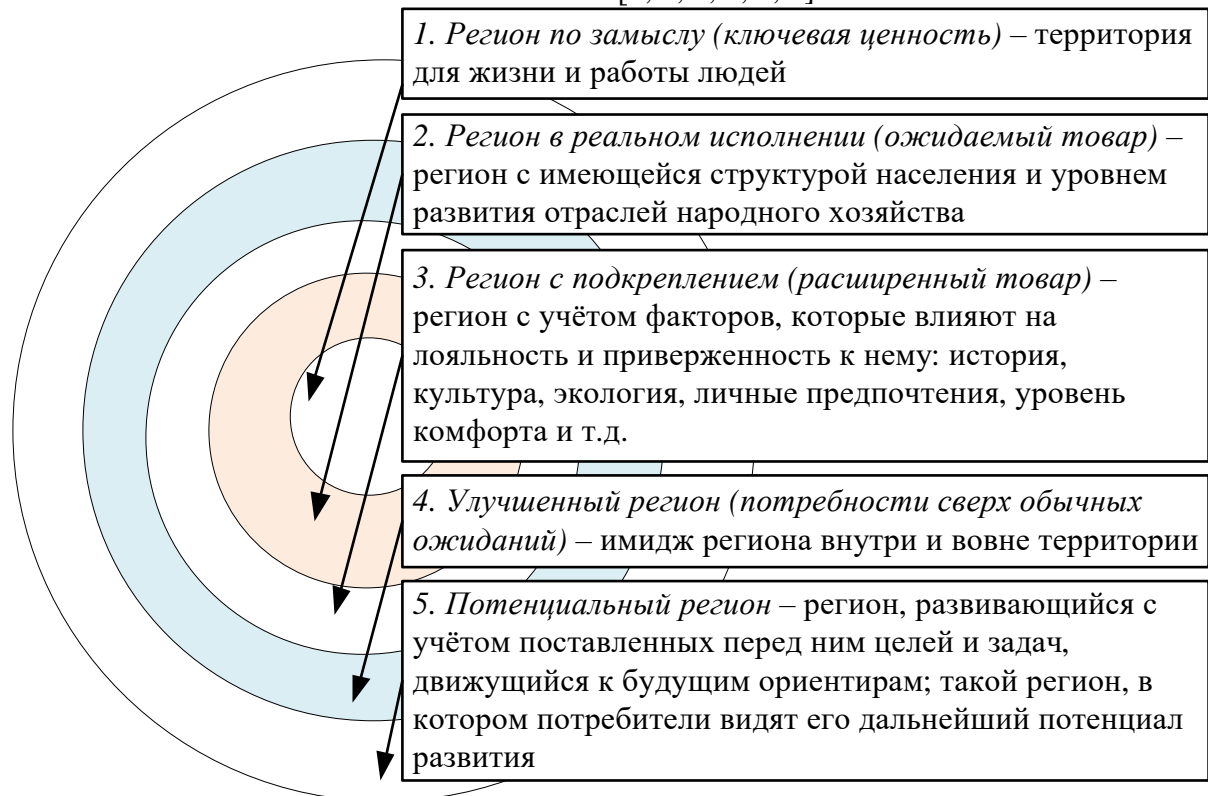 1. Регион по замыслу (ключевая ценность) – территория
для жизни и работы людей
2. Регион в реальном исполнении (ожидаемый товар) –
регион с имеющейся структурой населения и уровнем
развития отраслей народного хозяйства
3. Регион с подкреплением (расширенный товар) –
регион с учётом факторов, которые влияют на
лояльность и приверженность к нему: история,
культура, экология, личные предпочтения, уровень
комфорта и т.д.
4. Улучшенный регион (потребности сверх обычных
ожиданий) – имидж региона внутри и вовне территории
5. Потенциальный регион – регион, развивающийся с
учётом поставленных перед ним целей и задач,
движущийся к будущим ориентирам; такой регион, в
котором потребители видят его дальнейший потенциал
развития